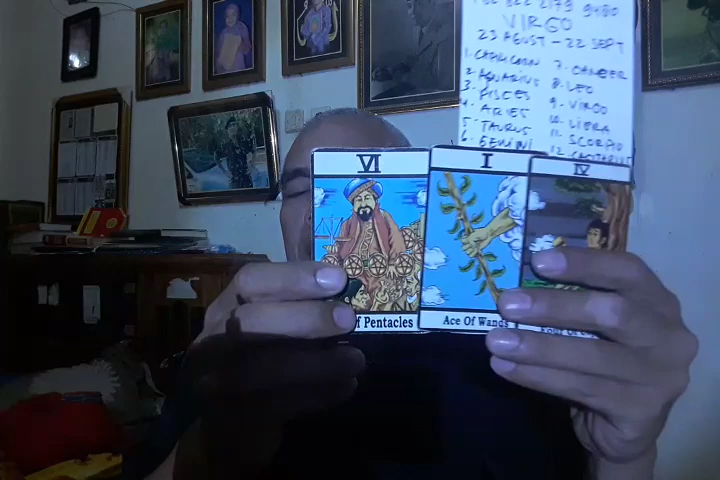 VIRGO
23 AGUST - 22 SEPT
1. CAPRICORN 7. CANCER
2. AQUARIUS 8. LEO
3. PISCES 9. VIRGO
4. ARIES 10. LIBRA
5. TAURUS 11. SCORPIO
6. GEMINI 12.
VI
I
IV
of Pentacles
Ace Of Wands